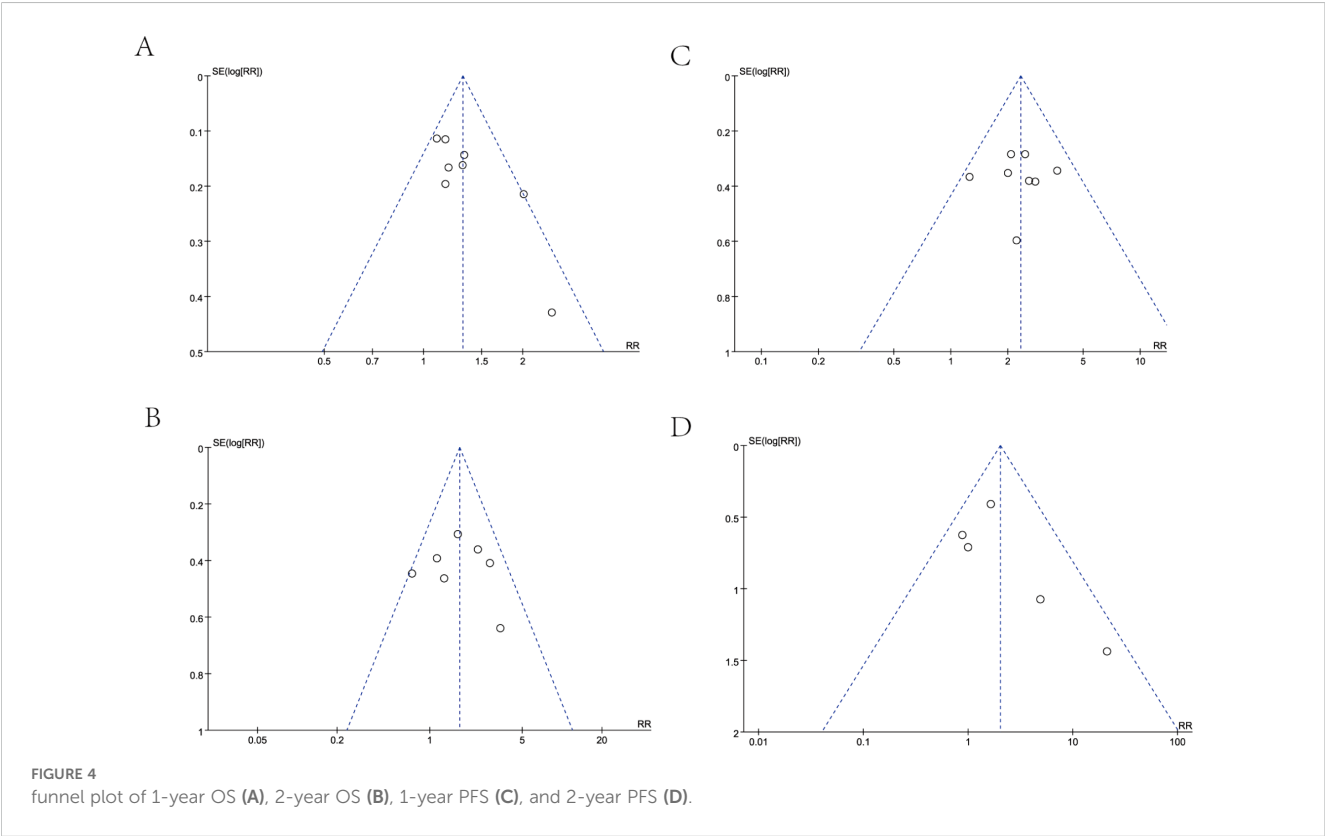 A
SE(log[RR])
0
0.1
0.2
0.3
0.4
0.5
RR
0.5 0.7 1 1.5 2
C
SE(log[RR])
0
0.2
0.4
0.6
0.8
1
RR
0.1 0.2 0.5 1 2 5 10
B
SE(log[RR])
0
0.2
0.4
0.6
0.8
1
RR
0.05 0.2 1 5 20
D
SE(log[RR])
0
0.5
1
1.5
2
RR
0.01 0.1 1 10 100
FIGURE 4
funnel plot of 1-year OS (A), 2-year OS (B), 1-year PFS (C), and 2-year PFS (D).